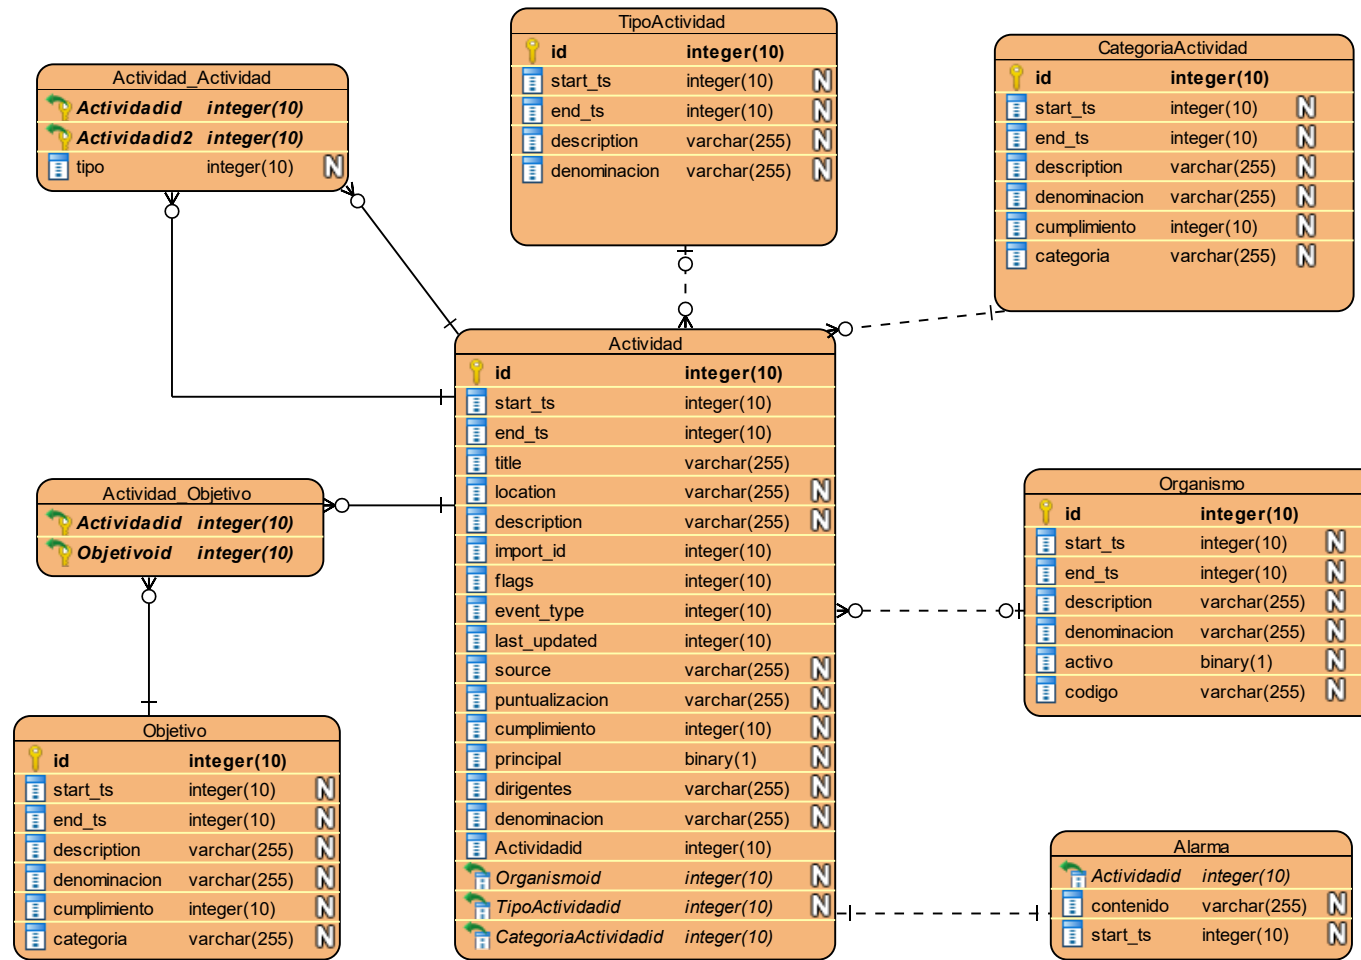 TipoActividad
id integer(10)
start_ts integer(10) N
end_ts integer(10) N
description varchar(255) N
denominacion varchar(255) N
CategoriaActividad
id integer(10)
start_ts integer(10) N
end_ts integer(10) N
description varchar(255) N
denominacion varchar(255) N
cumplimiento integer(10) N
categoria varchar(255) N
Actividad_Actividad
Actividadid integer(10)
Actividadid2 integer(10)
tipo integer(10) N
Actividad
id integer(10)
start_ts integer(10)
end_ts integer(10)
title varchar(255)
location varchar(255) N
description varchar(255) N
import_id integer(10)
flags integer(10)
event_type integer(10)
last_updated integer(10)
source varchar(255) N
puntualizacion varchar(255) N
cumplimiento integer(10) N
principal binary(1) N
dirigentes varchar(255) N
denominacion varchar(255) N
Actividadid integer(10)
Organismoid integer(10) N
TipoActividadid integer(10) N
CategoriaActividadid integer(10)
Actividad_Objetivo
Actividadid integer(10)
Objetivoid integer(10)
Organismo
id integer(10)
start_ts integer(10) N
end_ts integer(10) N
description varchar(255) N
denominacion varchar(255) N
activo binary(1) N
codigo varchar(255) N
Objetivo
id integer(10)
start_ts integer(10) N
end_ts integer(10) N
description varchar(255) N
denominacion varchar(255) N
cumplimiento integer(10) N
categoria varchar(255) N
Alarma
Actividadid integer(10)
contenido varchar(255) N
start_ts integer(10) N